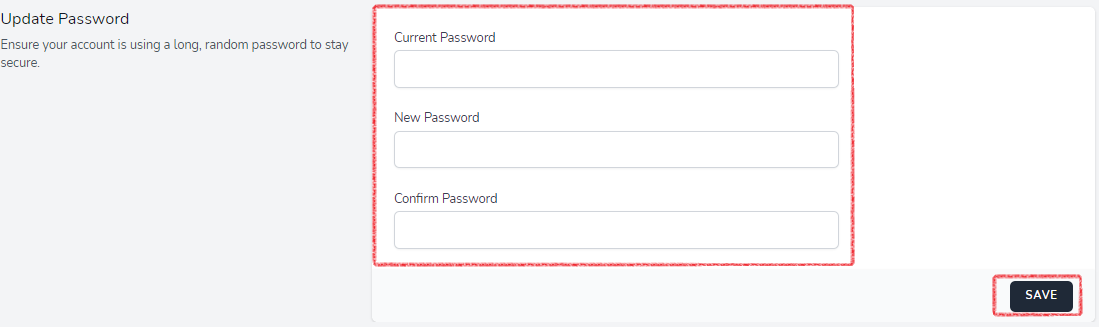 Update Password
Ensure your account is using a long, random password to stay
secure.
Current Password
New Password
Confirm Password
SAVE